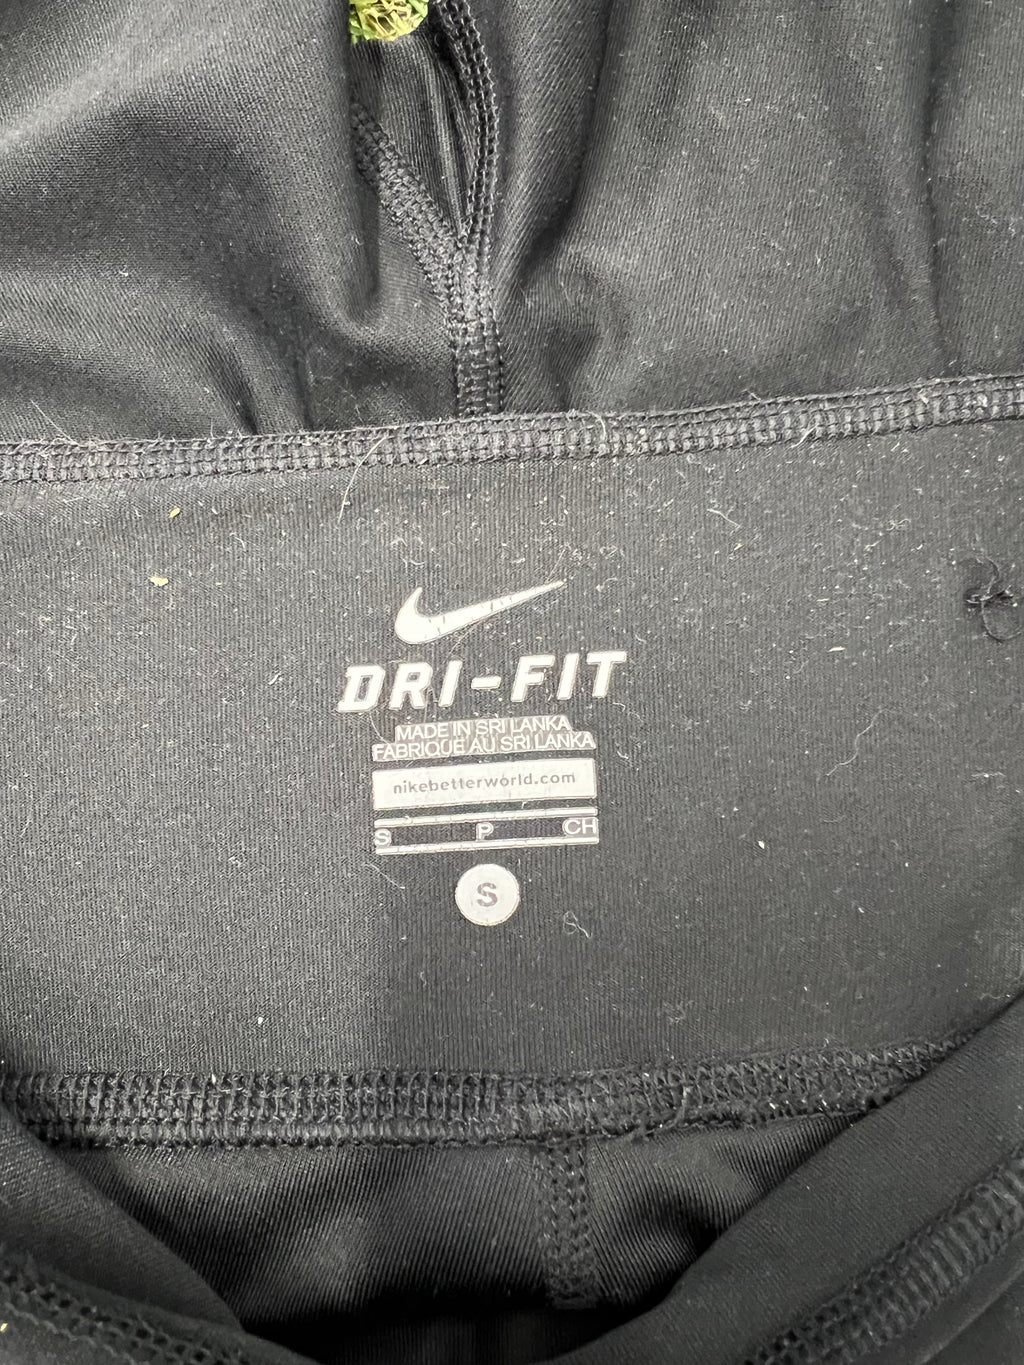 DRI-FIT
MADE IN SRI LANKA
FABRIQUE AU SRI LANKA
nikebetterworld.com
S P CH
S